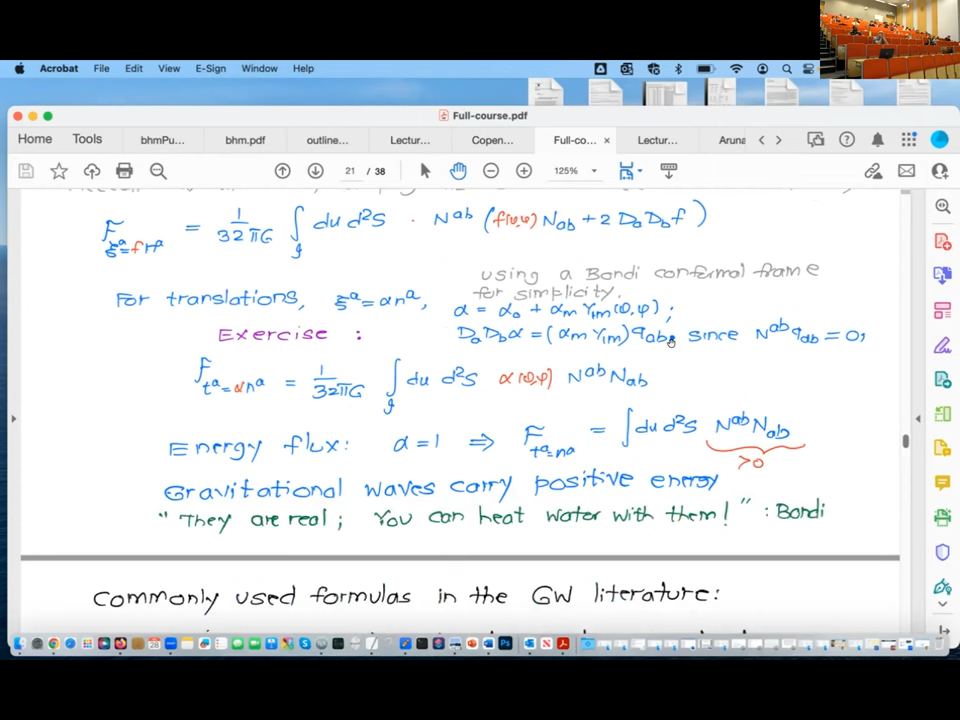 Acrobat File Edit View E-Sign Window Help
Full-course.pdf
Home Tools bhmPu... bhm.pdf outline... Lectur... Copen... Full-co... × Lectur... Aruna
21 / 38 125%
F_{ξ^a=fn^a} = 1/32πG ∫_𝓘 du d²S · N^{ab} (f(θ,φ) N_{ab} + 2 D_a D_b f)
using a Bondi conformal frame
for simplicity.
For translations, ξ^a = αn^a, α = α_0 + α_m Y_{1m}(θ,φ) ;
Exercise : D_a D_b α = (α_m Y_{1m}) q_{ab}, since N^{ab} q_{ab} = 0,
F_{t^a=αn^a} = 1/32πG ∫_𝓘 du d²S α(θ,φ) N^{ab} N_{ab}
Energy flux: α=1 ⇒ F_{t^a=n^a} = ∫ du d²S N^{ab} N_{ab}
>0
Gravitational waves carry positive energy
"They are real; You can heat water with them!" : Bondi
commonly used formulas in the GW literature: